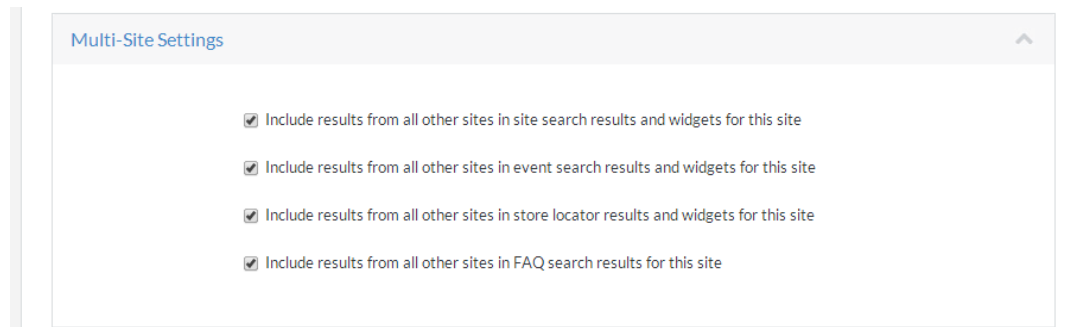 Multi-Site Settings
Include results from all other sites in site search results and widgets for this site
Include results from all other sites in event search results and widgets for this site
Include results from all other sites in store locator results and widgets for this site
Include results from all other sites in FAQ search results for this site